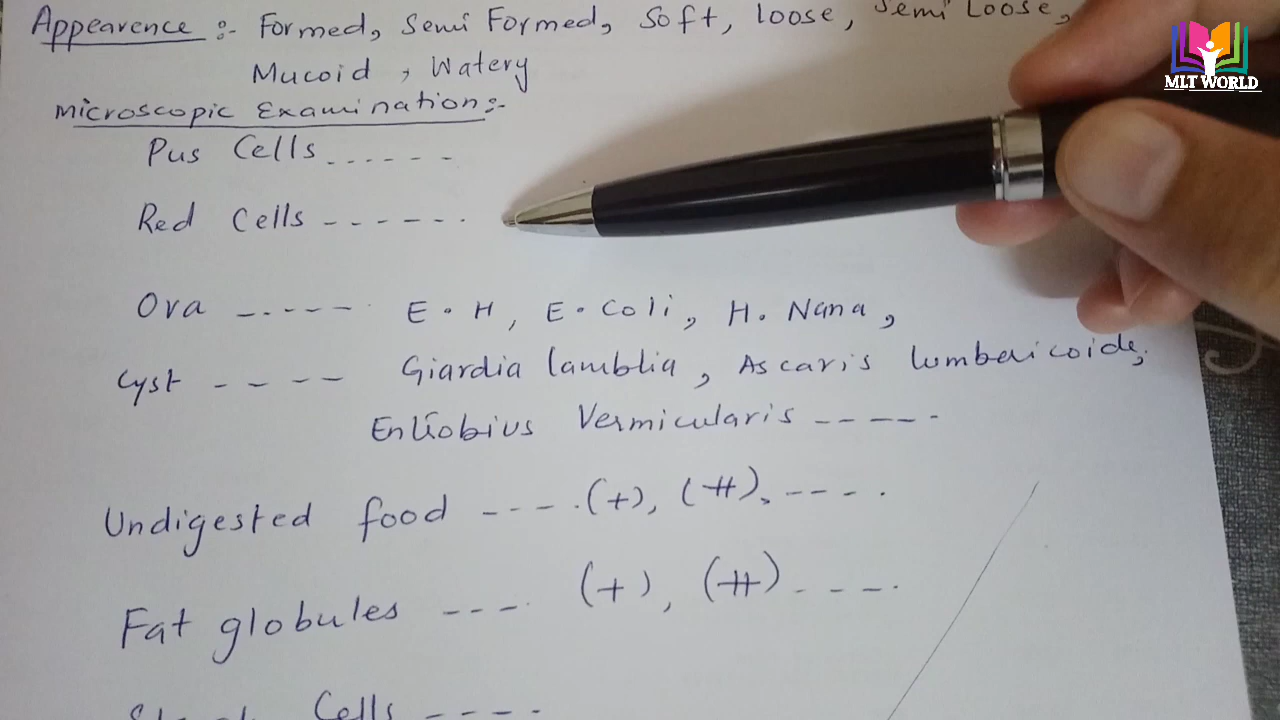 Appearence :- Formed, Semi Formed, Soft, loose, Semi Loose,
Mucoid , Watery
Microscopic Examination:-
Pus Cells ......
Red Cells ------
Ova ------ E.H, E.Coli, H. Nana,
Cyst ---- Giardia lamblia, Ascaris lumbericoide,
Entiobius Vermicularis -----
Undigested food ----.(+), (++), ----
Fat globules ---- (+), (++) ----
Cells ----
MLT WORLD